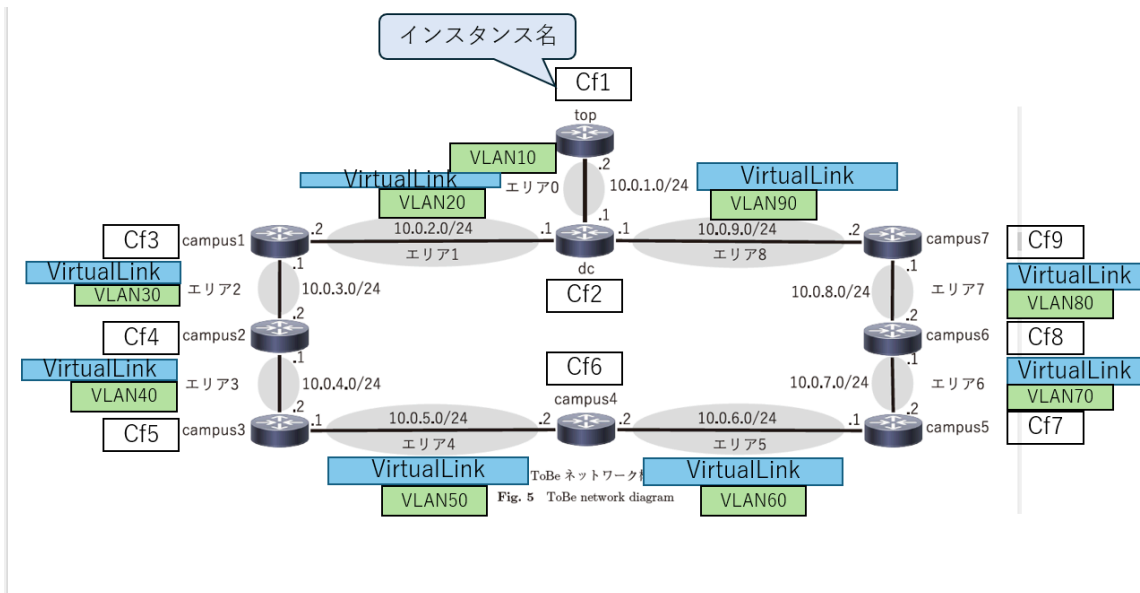 インスタンス名
Cf1
top
VLAN10
.2
VirtualLink
エリア0
10.0.1.0/24
VirtualLink
VLAN20
VLAN90
.1
Cf3
campus1
.2
10.0.2.0/24
.1
.1
10.0.9.0/24
.2
campus7
Cf9
エリア1
dc
エリア8
.1
.1
VirtualLink
VLAN30
エリア2
10.0.3.0/24
Cf2
10.0.8.0/24
エリア7
VirtualLink
VLAN80
.2
.2
Cf4
campus2
campus6
Cf8
.1
Cf6
.1
VirtualLink
VLAN40
エリア3
10.0.4.0/24
campus4
10.0.7.0/24
エリア6
VirtualLink
VLAN70
.2
.2
Cf5
campus3
.1
10.0.5.0/24
.2
.2
10.0.6.0/24
.1
campus5
Cf7
エリア4
エリア5
VirtualLink
ToBe ネットワーク
VirtualLink
VLAN50
Fig. 5 ToBe network diagram
VLAN60